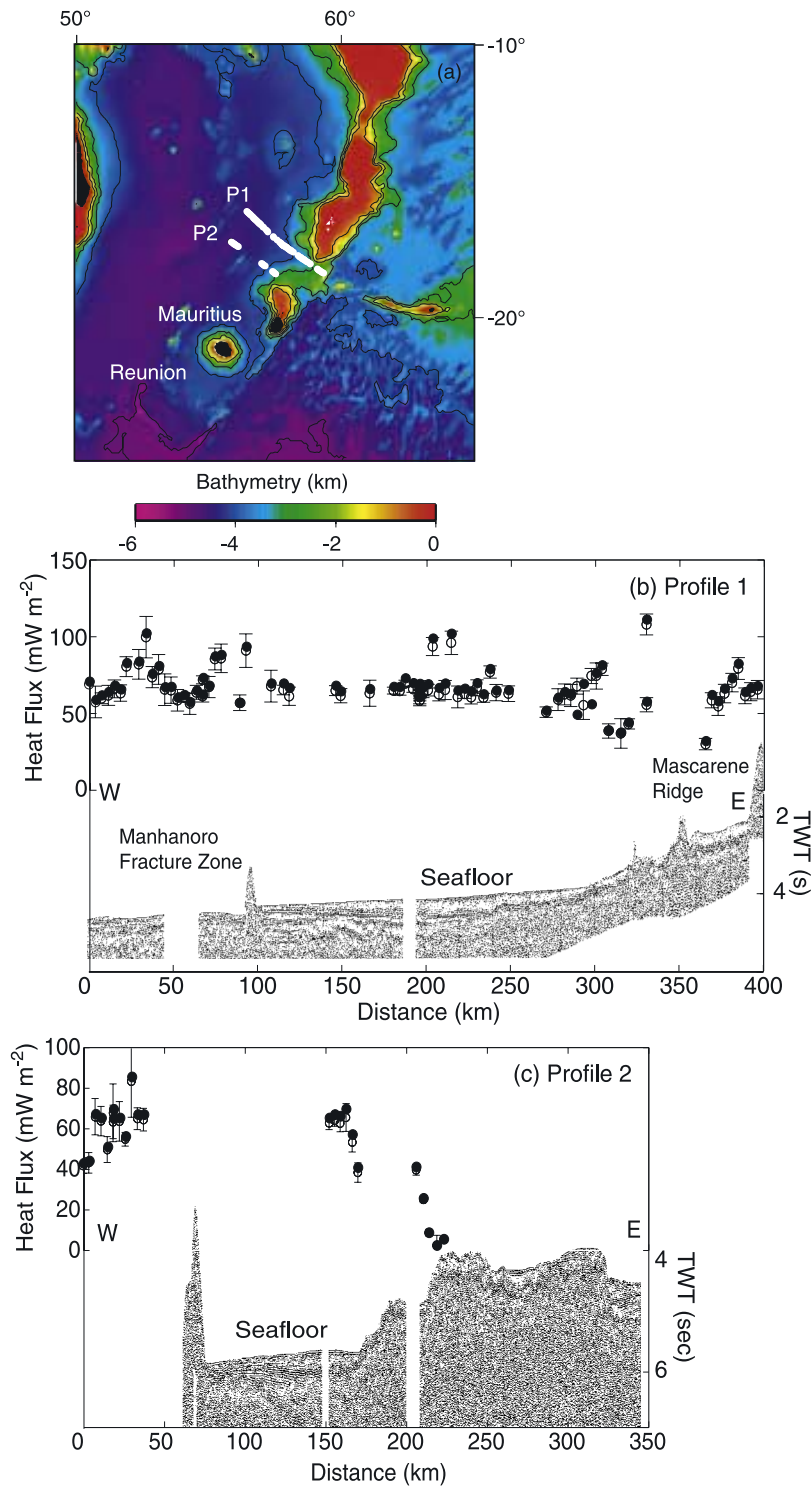 50° 60°
-10°
(a)
P1
P2
Mauritius
-20°
Reunion
Bathymetry (km)
-6 -4 -2 0
150
(b) Profile 1
100
50
0
Heat Flux (mW m-2)
W
Mascarene
Ridge
E
2
Manhanoro
Fracture Zone
Seafloor
4
TWT (s)
0 50 100 150 200 250 300 350 400
Distance (km)
100
(c) Profile 2
80
60
40
20
0
Heat Flux (mW m-2)
W
E
4
Seafloor
6
TWT (sec)
0 50 100 150 200 250 300 350
Distance (km)